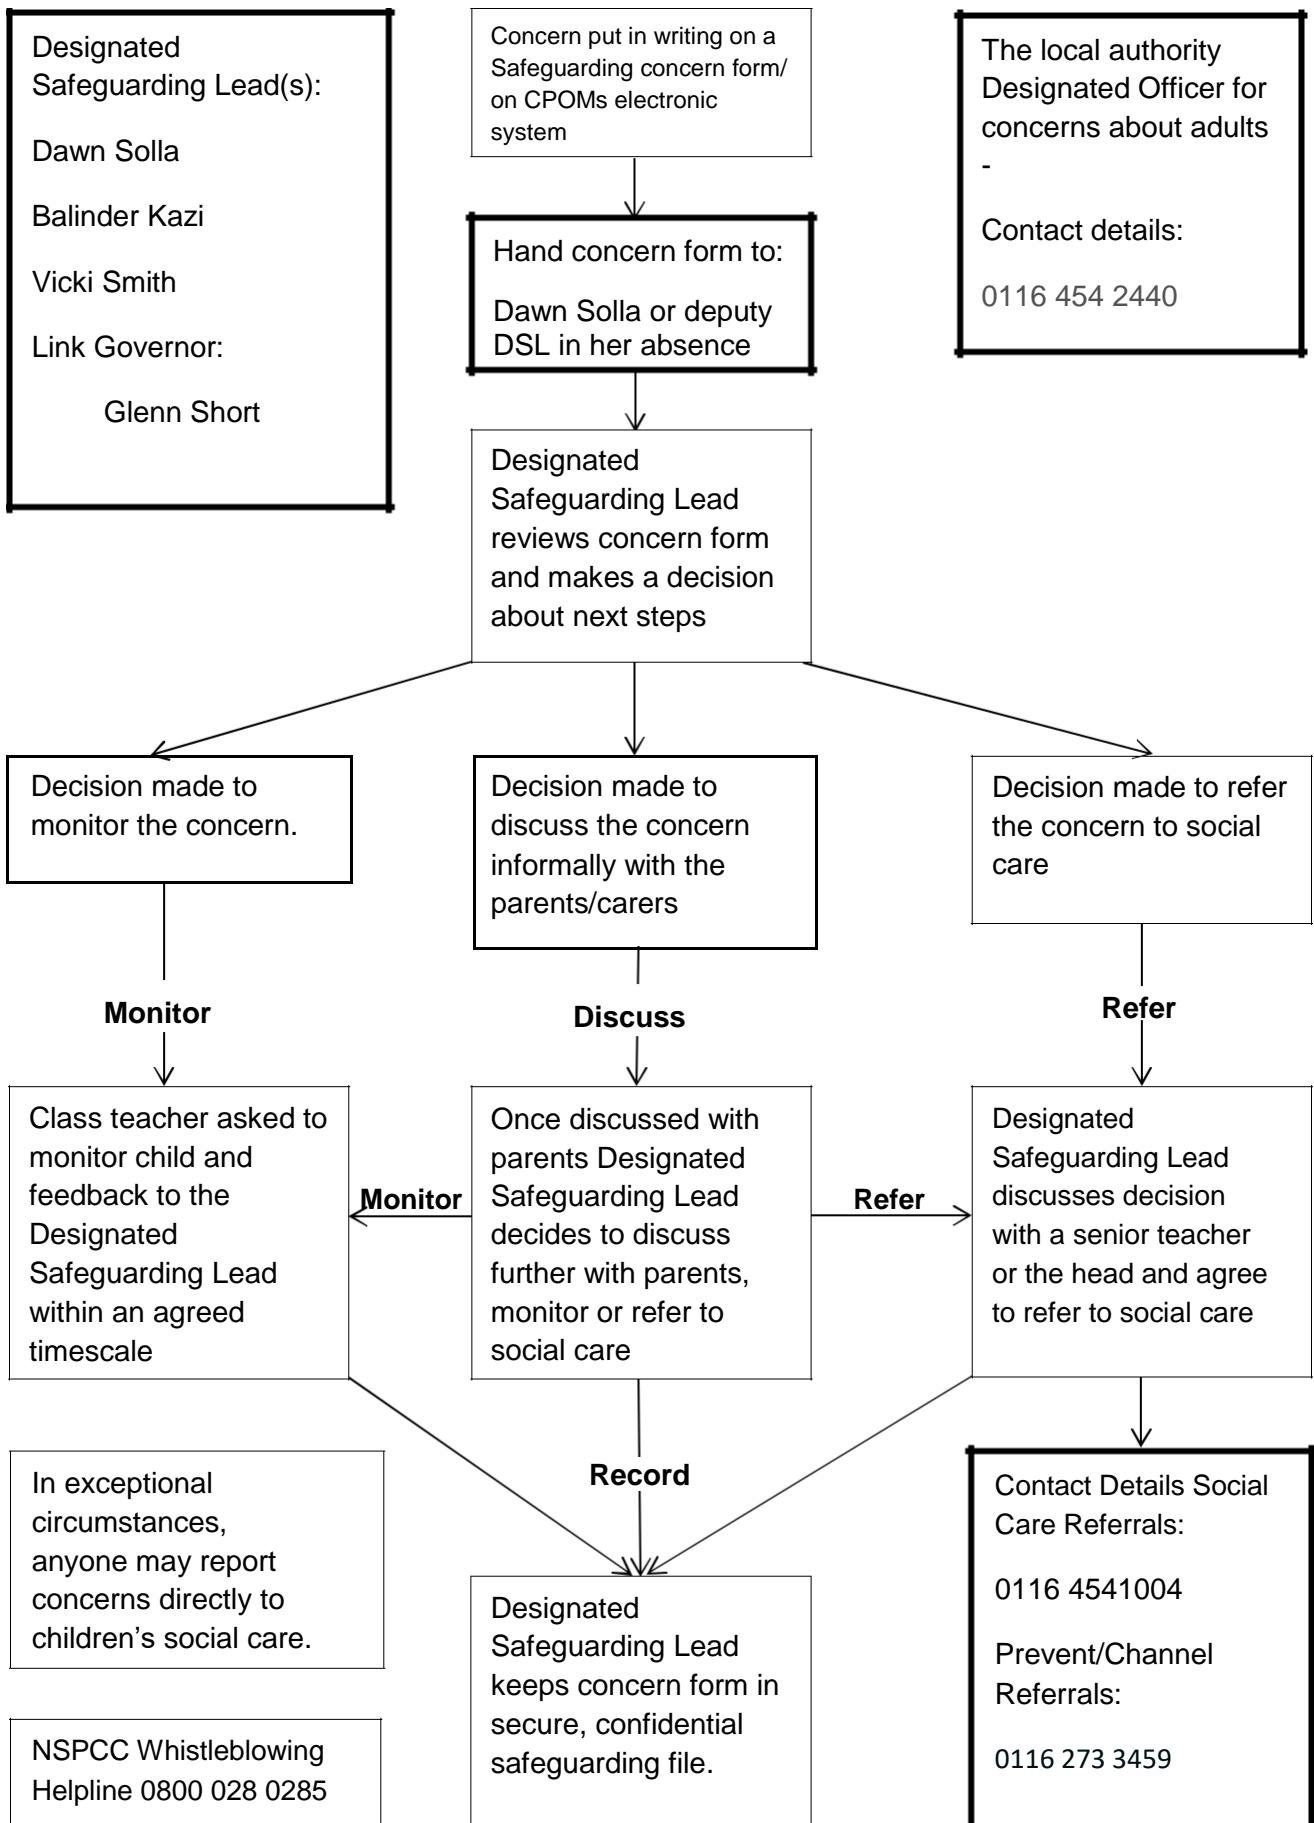 Designated
Safeguarding Lead(s):
Dawn Solla
Balinder Kazi
Vicki Smith
Link Governor:
Glenn Short
Concern put in writing on a
Safeguarding concern form/
on CPOMs electronic
system
The local authority
Designated Officer for
concerns about adults
-
Contact details:
0116 454 2440
Hand concern form to:
Dawn Solla or deputy
DSL in her absence
Designated
Safeguarding Lead
reviews concern form
and makes a decision
about next steps
Decision made to
monitor the concern.
Decision made to
discuss the concern
informally with the
parents/carers
Decision made to refer
the concern to social
care
Monitor
Discuss
Refer
Class teacher asked to
monitor child and
feedback to the
Designated
Safeguarding Lead
within an agreed
timescale
Monitor
Once discussed with
parents Designated
Safeguarding Lead
decides to discuss
further with parents,
monitor or refer to
social care
Refer
Designated
Safeguarding Lead
discusses decision
with a senior teacher
or the head and agree
to refer to social care
Record
In exceptional
circumstances,
anyone may report
concerns directly to
children’s social care.
NSPCC Whistleblowing
Helpline 0800 028 0285
Designated
Safeguarding Lead
keeps concern form in
secure, confidential
safeguarding file.
Contact Details Social
Care Referrals:
0116 4541004
Prevent/Channel
Referrals:
0116 273 3459